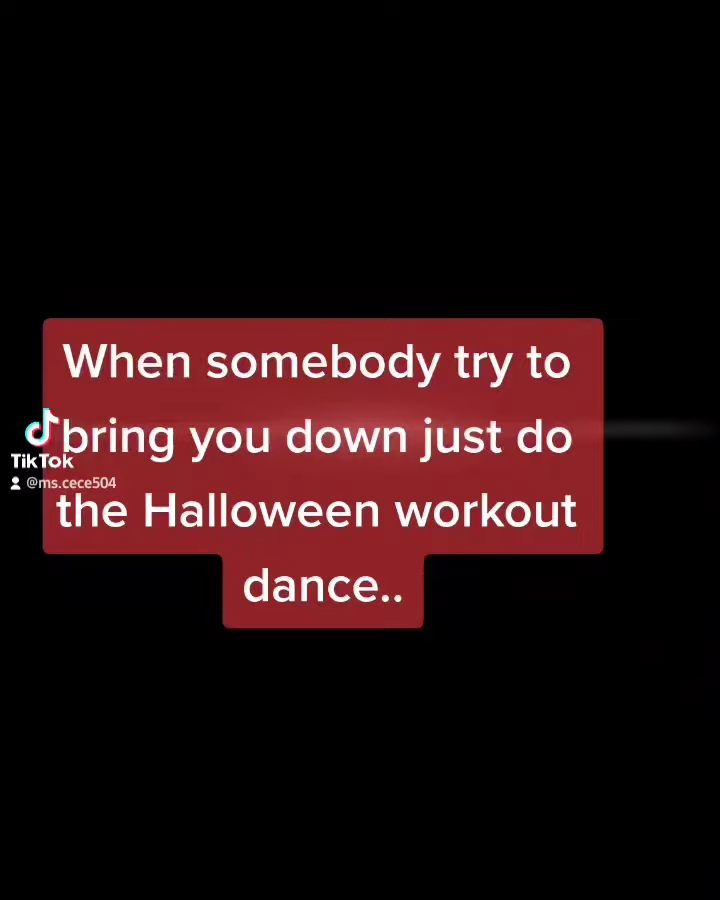 When somebody try to
bring you down just do
the Halloween workout
dance..
TikTok
@ms.cece504